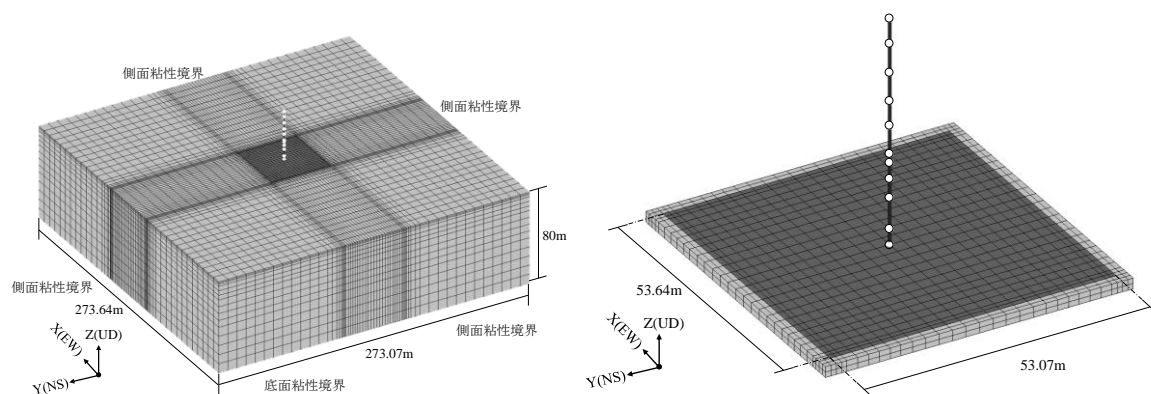 側面粘性境界
側面粘性境界
80m
側面粘性境界
273.64m
X(EW)
Z(UD)
Y(NS)
273.07m
側面粘性境界
底面粘性境界
53.64m
X(EW)
Z(UD)
Y(NS)
53.07m